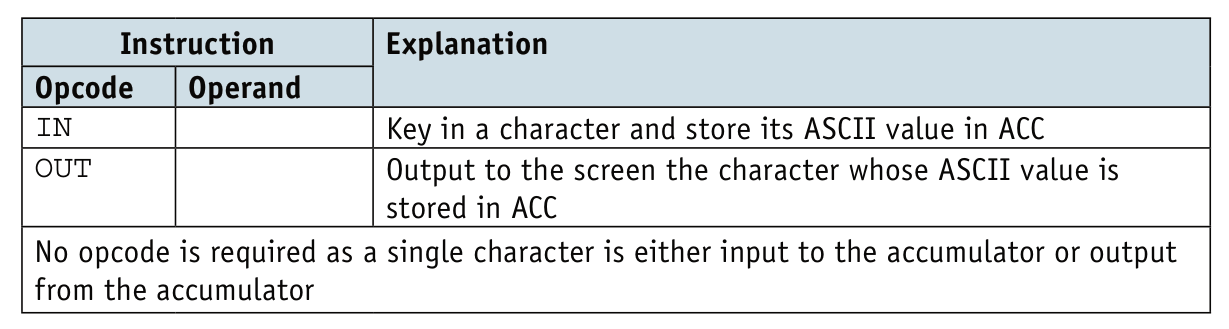 Instruction Explanation
Opcode Operand
IN Key in a character and store its ASCII value in ACC
OUT Output to the screen the character whose ASCII value is
stored in ACC
No opcode is required as a single character is either input to the accumulator or output
from the accumulator